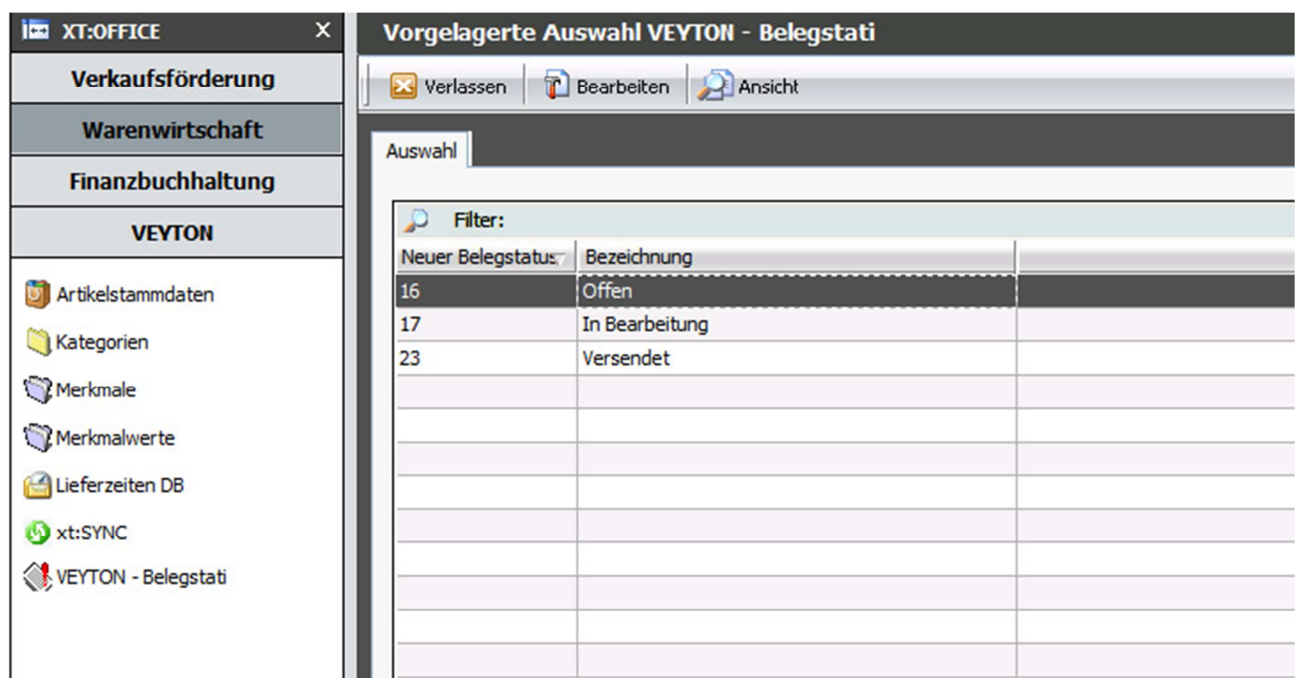 XT:OFFICE X
Verkaufsförderung
Warenwirtschaft
Finanzbuchhaltung
VEYTON
Artikelstammdaten
Kategorien
Merkmale
Merkmalwerte
Lieferzeiten DB
xt:SYNC
VEYTON - Belegstati
Vorgelagerte Auswahl VEYTON - Belegstati
Verlassen Bearbeiten Ansicht
Auswahl
Filter:
Neuer Belegstatus Bezeichnung
16 Offen
17 In Bearbeitung
23 Versendet